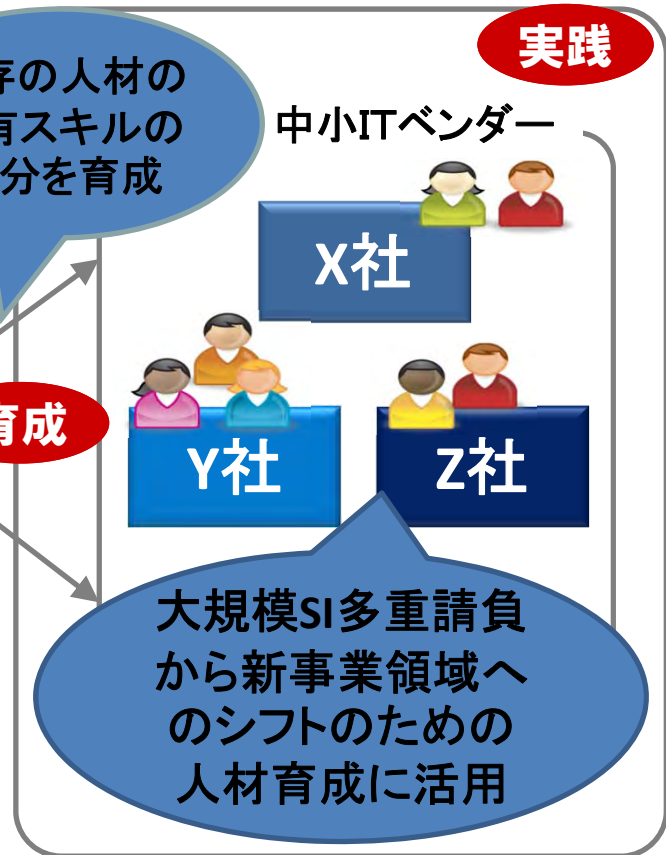 実践
存の人材の
有スキルの
分を育成
中小ITベンダー
X社
育成
Y社
Z社
大規模SI多重請負
から新事業領域へ
のシフトのための
人材育成に活用